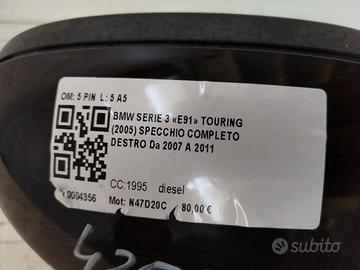 OM: 5 PIN L: 5 A5
BMW SERIE 3 «E91» TOURING
(2005) SPECCHIO COMPLETO
DESTRO Da 2007 A 2011
CC:1995 diesel
0004356
Mot: N47D20C
80,00 €
subito